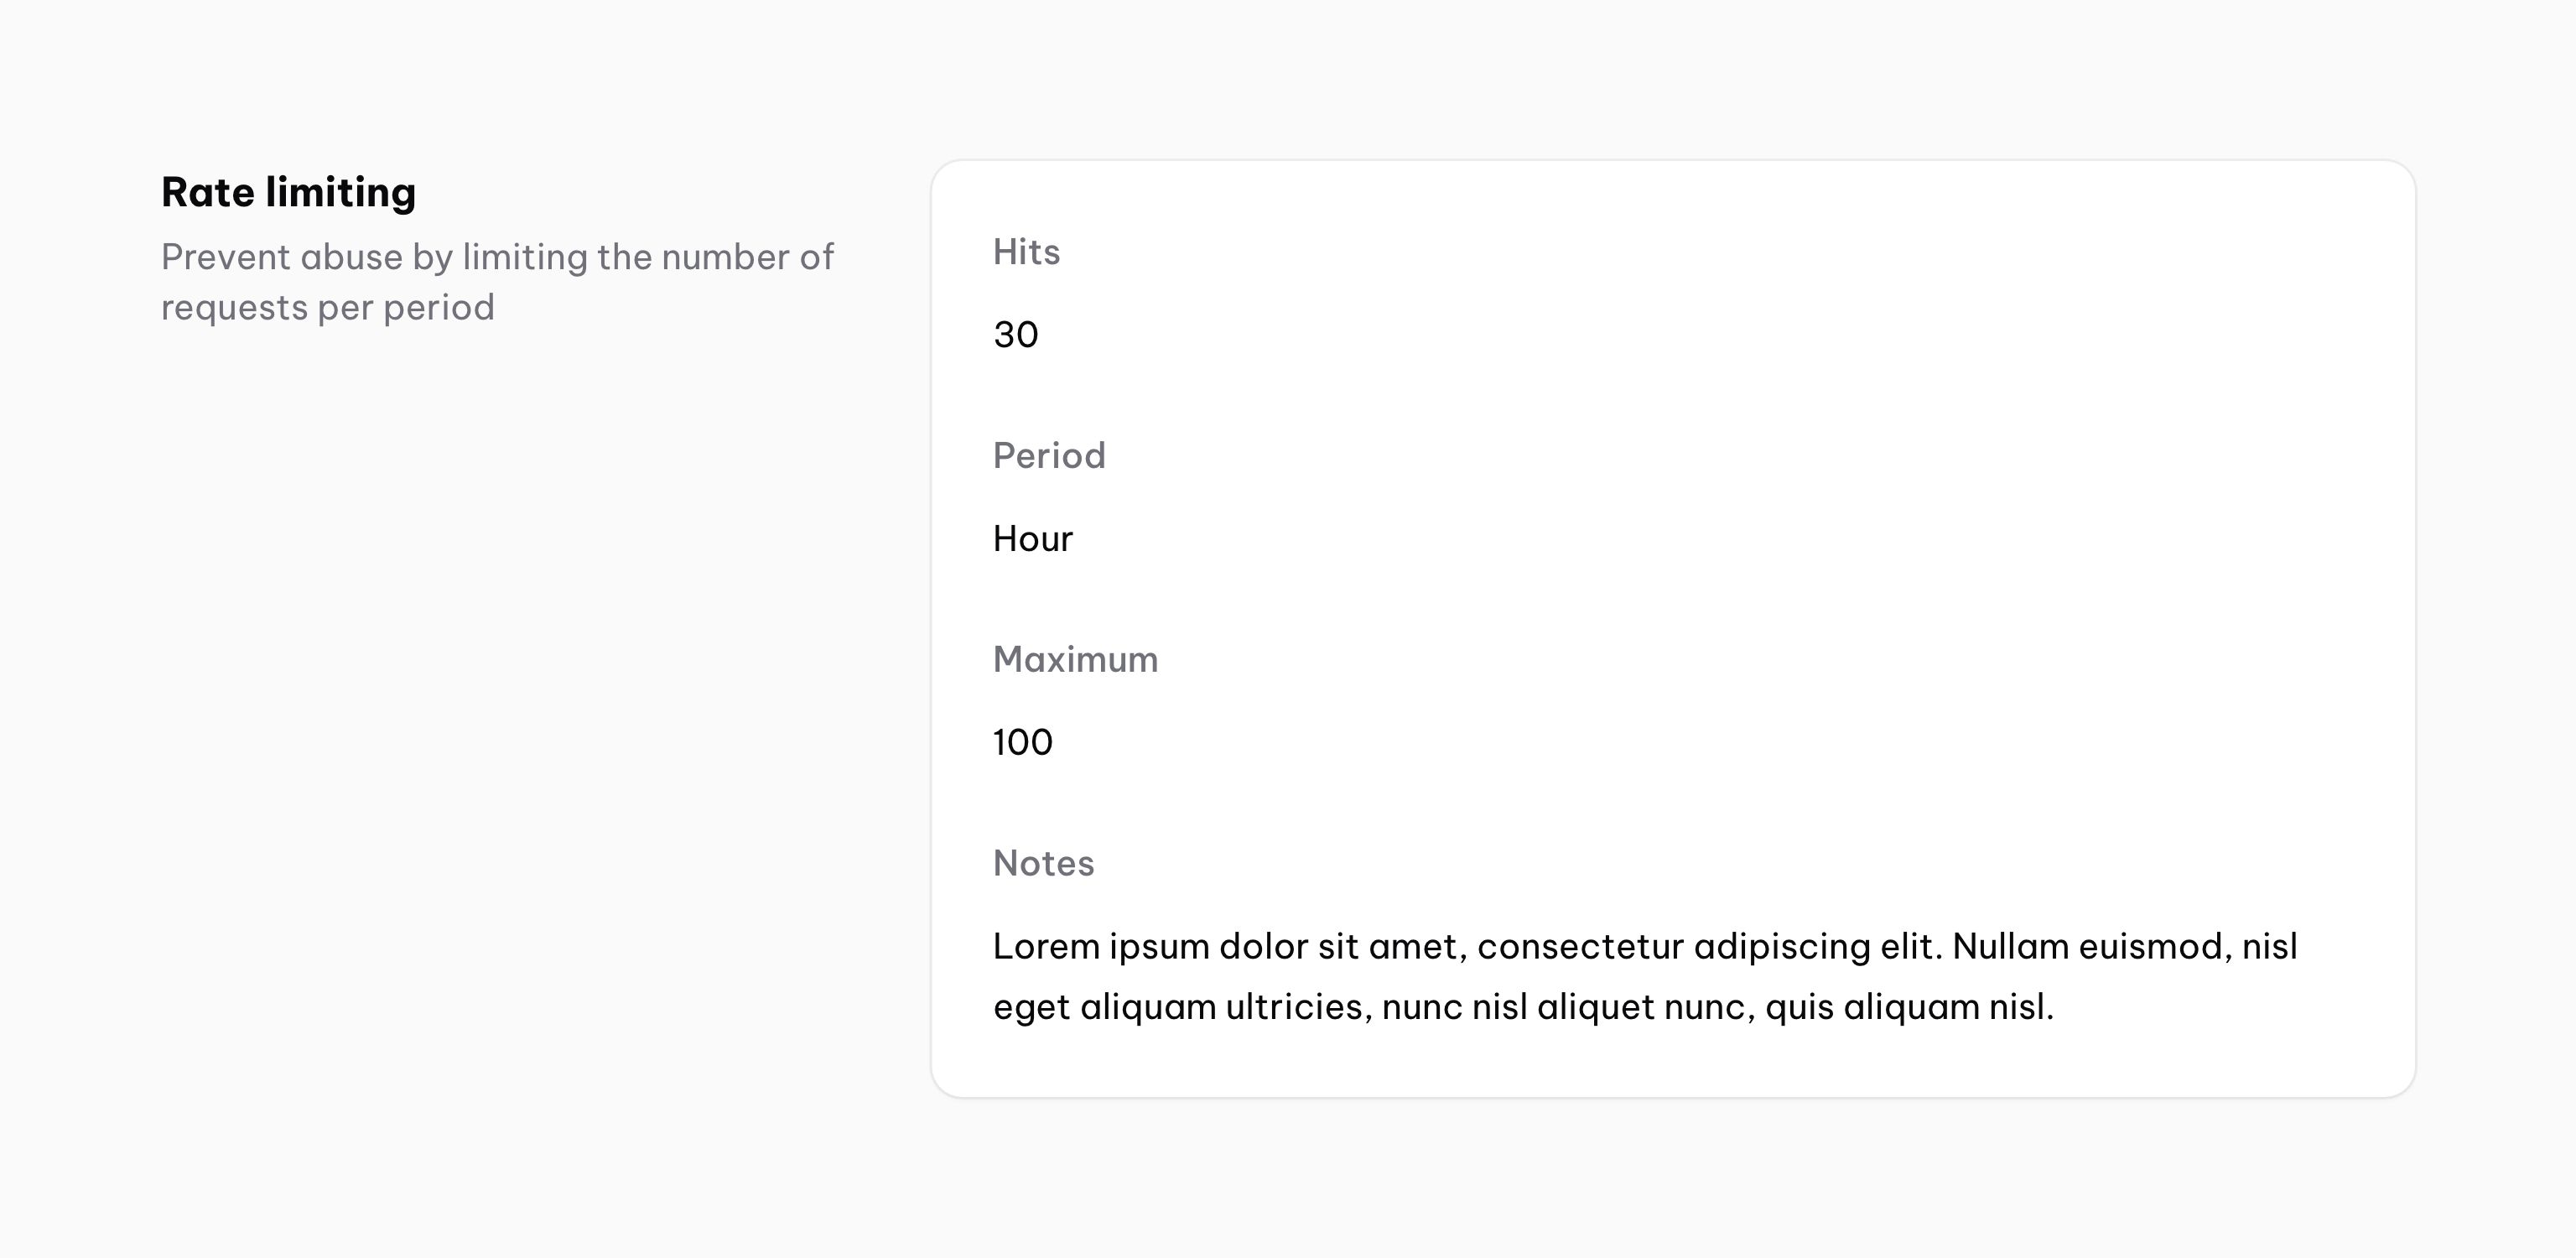 Rate limiting
Prevent abuse by limiting the number of
requests per period
Hits
30
Period
Hour
Maximum
100
Notes
Lorem ipsum dolor sit amet, consectetur adipiscing elit. Nullam euismod, nisl
eget aliquam ultricies, nunc nisl aliquet nunc, quis aliquam nisl.